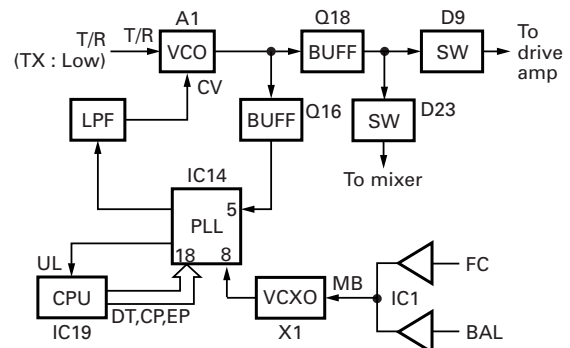 A1
Q18
D9
T/R
T/R
(TX : Low)
VCO
BUFF
SW
To
drive
amp
CV
LPF
BUFF
Q16
SW
D23
To mixer
IC14
5
PLL
18
8
UL
CPU
IC19
DT,CP,EP
VCXO
X1
MB
IC1
FC
BAL